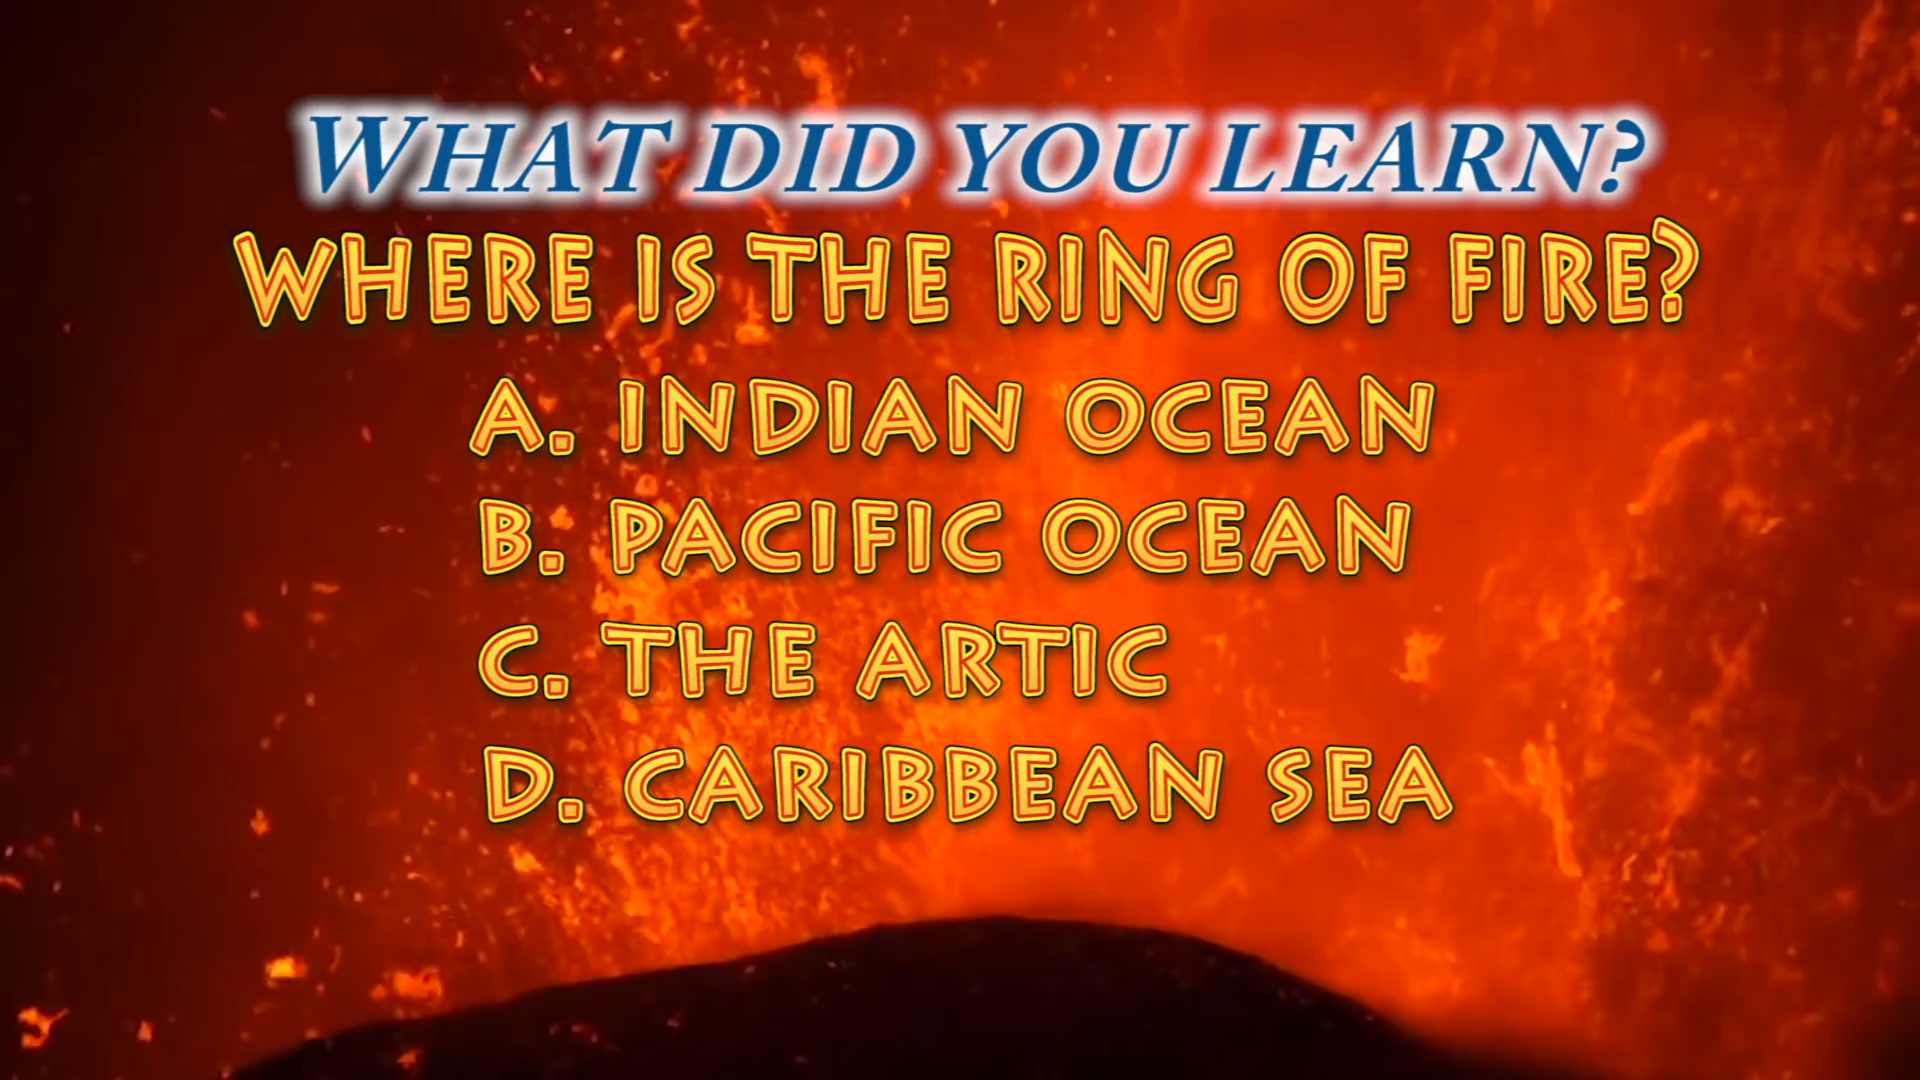 WHAT DID YOU LEARN?
WHERE IS THE RING OF FIRE?
A. INDIAN OCEAN
B. PACIFIC OCEAN
C. THE ARTIC
D. CARIBBEAN SEA